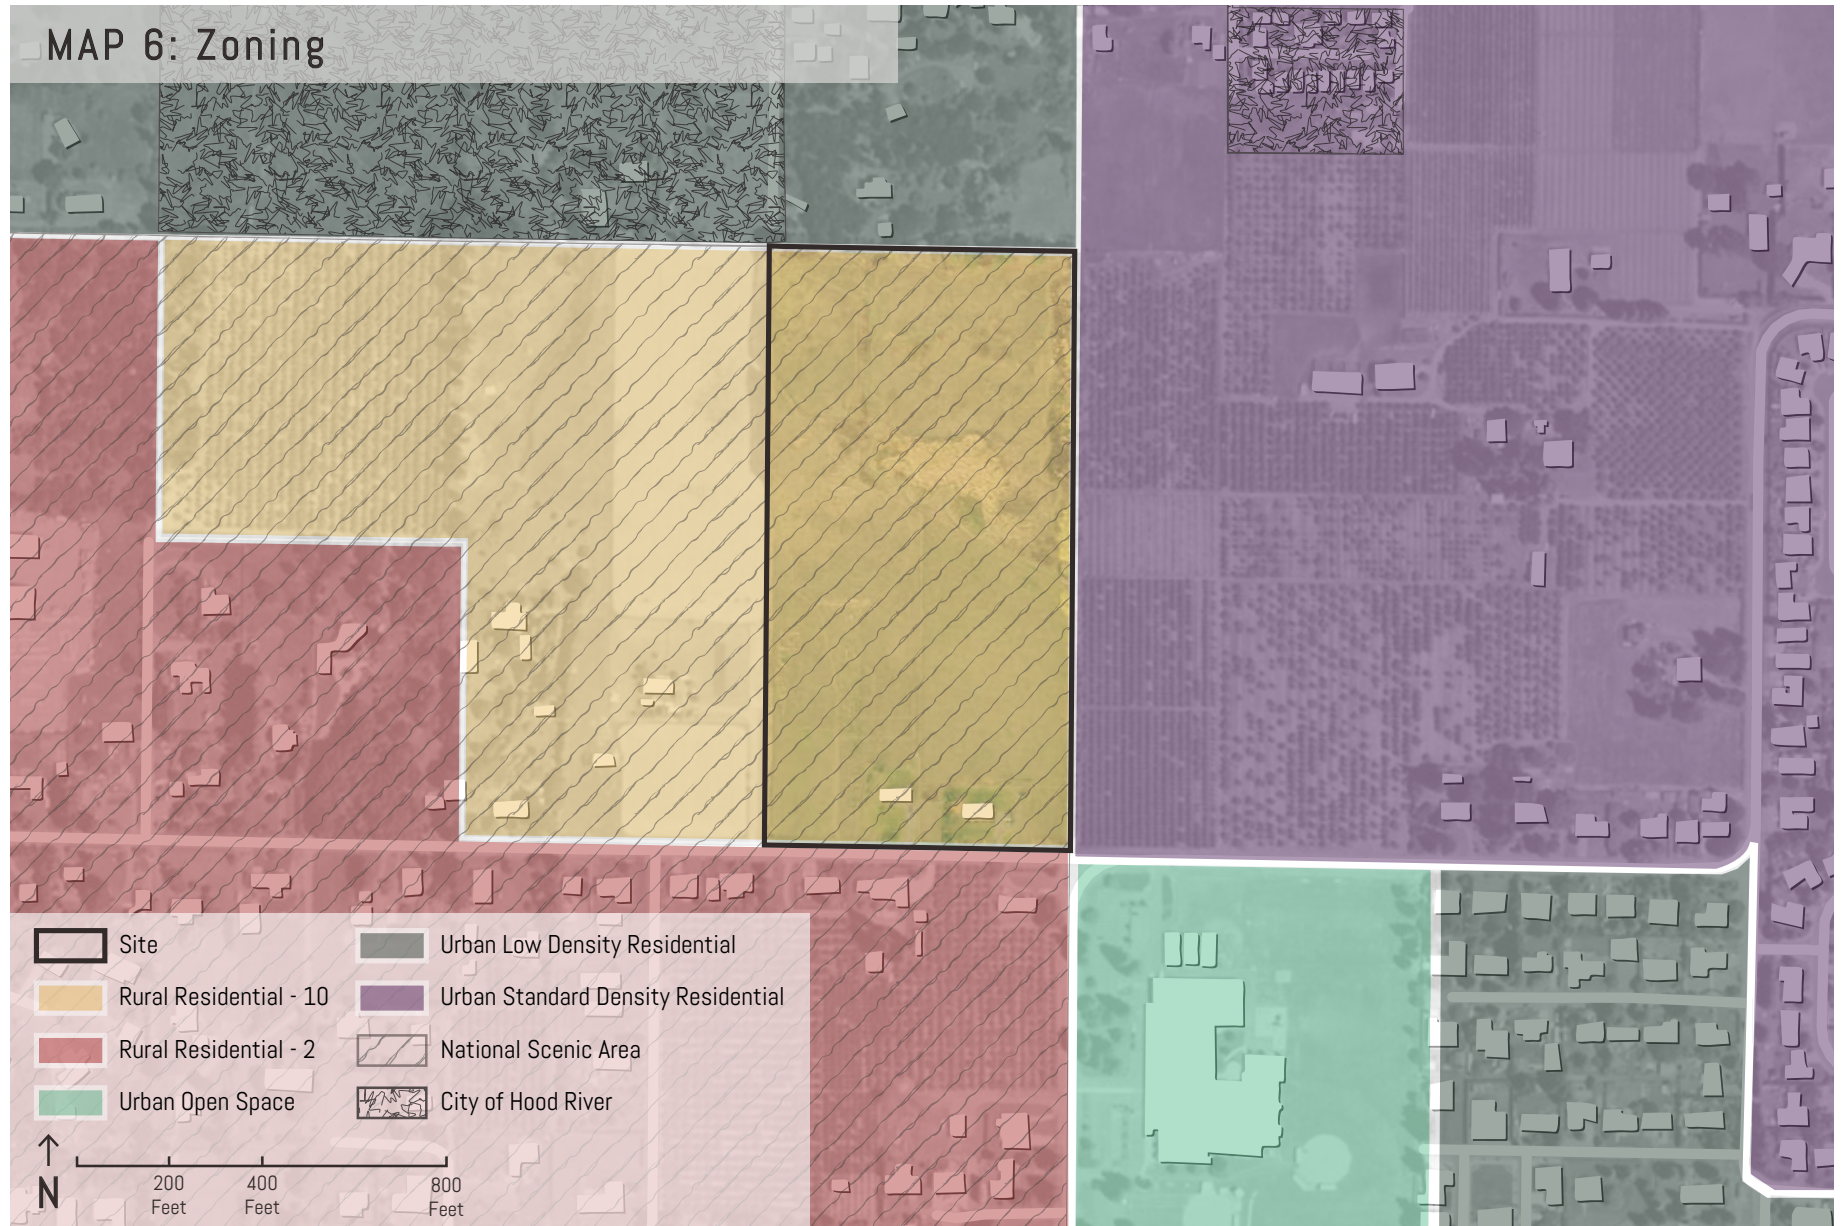 MAP 6: Zoning
Site
Rural Residential - 10
Rural Residential - 2
Urban Open Space
Urban Low Density Residential
Urban Standard Density Residential
National Scenic Area
City of Hood River
N
200 Feet
400 Feet
800 Feet